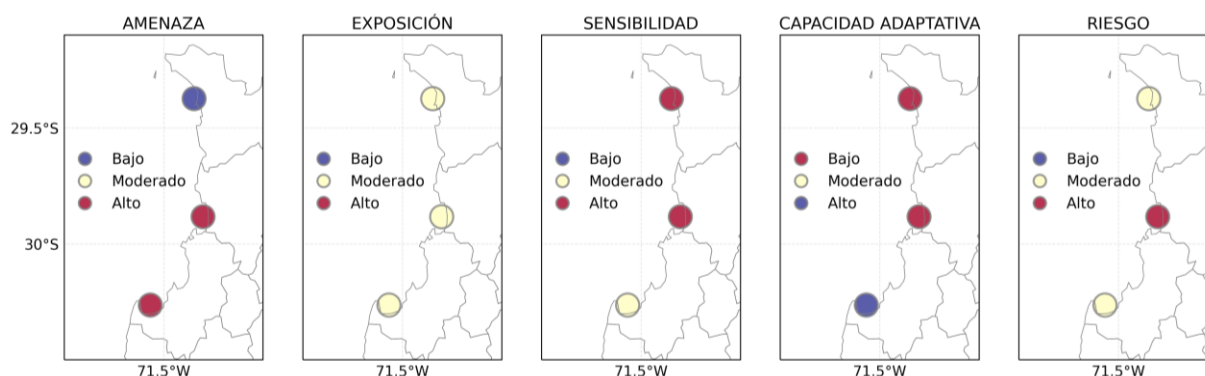 AMENAZA
EXPOSICIÓN
SENSIBILIDAD
CAPACIDAD ADAPTATIVA
RIESGO
29.5°S
30°S
Bajo
Moderado
Alto
Bajo
Moderado
Alto
Bajo
Moderado
Alto
Bajo
Moderado
Alto
Bajo
Moderado
Alto
71.5°W
71.5°W
71.5°W
71.5°W
71.5°W